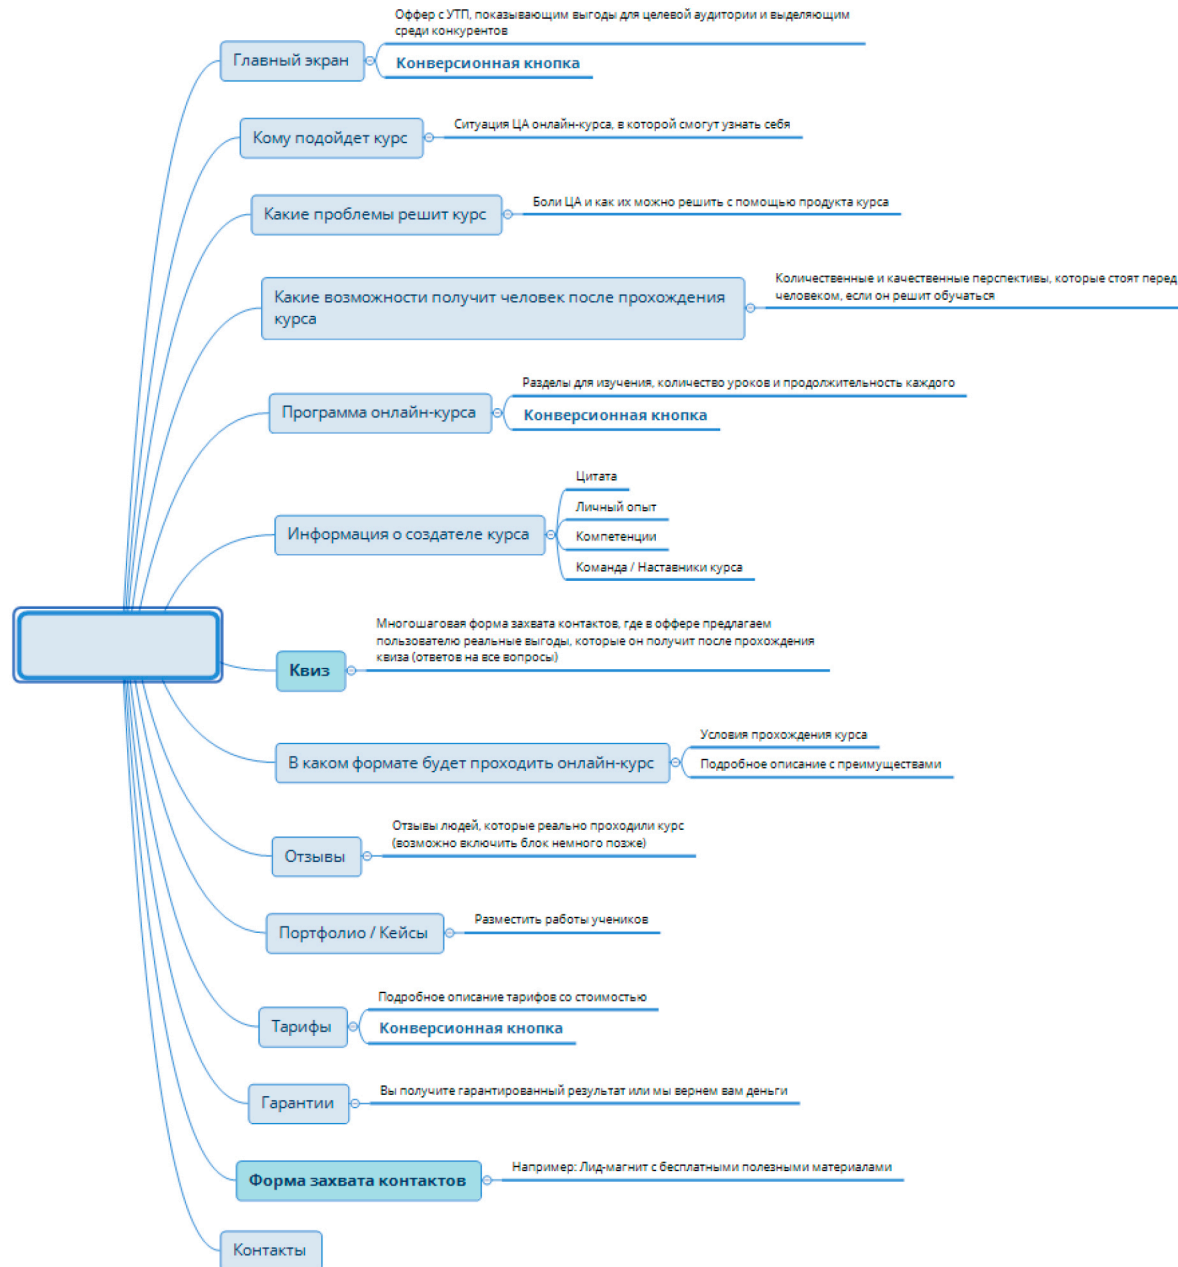 Оффер с УТП, показывающим выгоды для целевой аудитории и выделяющим
среди конкурентов
Главный экран
Конверсионная кнопка
Кому подойдет курс
Ситуация ЦА онлайн-курса, в которой смогут узнать себя
Какие проблемы решит курс
Боли ЦА и как их можно решить с помощью продукта курса
Какие возможности получит человек после прохождения
курса
Количественные и качественные перспективы, которые стоят перед
человеком, если он решит обучаться
Программа онлайн-курса
Разделы для изучения, количество уроков и продолжительность каждого
Конверсионная кнопка
Информация о создателе курса
Цитата
Личный опыт
Компетенции
Команда / Наставники курса
Квиз
Многошаговая форма захвата контактов, где в оффере предлагаем
пользователю реальные выгоды, которые он получит после прохождения
квиза (ответов на все вопросы)
В каком формате будет проходить онлайн-курс
Условия прохождения курса
Подробное описание с преимуществами
Отзывы
Отзывы людей, которые реально проходили курс
(возможно включить блок немного позже)
Портфолио / Кейсы
Разместить работы учеников
Тарифы
Подробное описание тарифов со стоимостью
Конверсионная кнопка
Гарантии
Вы получите гарантированный результат или мы вернем вам деньги
Форма захвата контактов
Например: Лид-магнит с бесплатными полезными материалами
Контакты